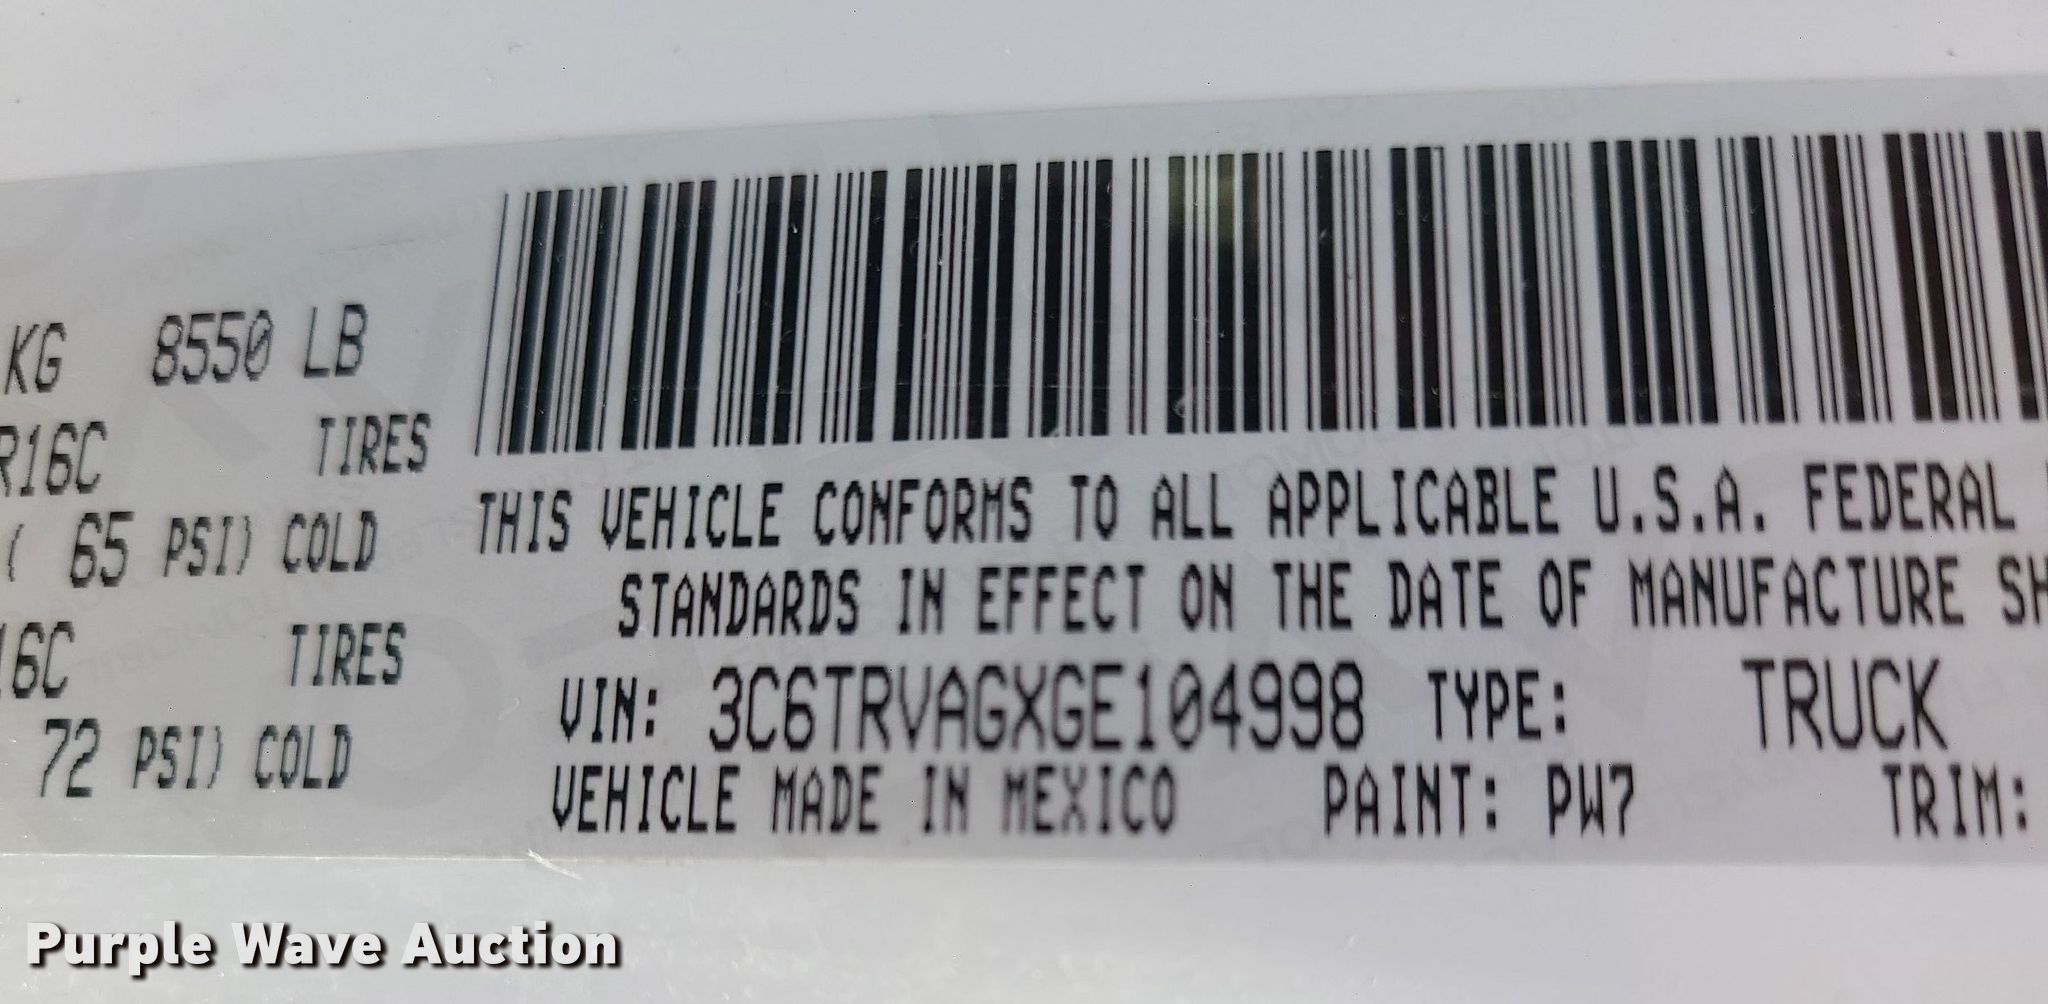 KG 8550 LB
R16C TIRES
( 65 PSI) COLD
16C TIRES
72 PSI) COLD
THIS VEHICLE CONFORMS TO ALL APPLICABLE U.S.A. FEDERAL
STANDARDS IN EFFECT ON THE DATE OF MANUFACTURE SH
VIN: 3C6TRVAGXGE104998 TYPE: TRUCK
VEHICLE MADE IN MEXICO PAINT: PW7 TRIM:
Purple Wave Auction